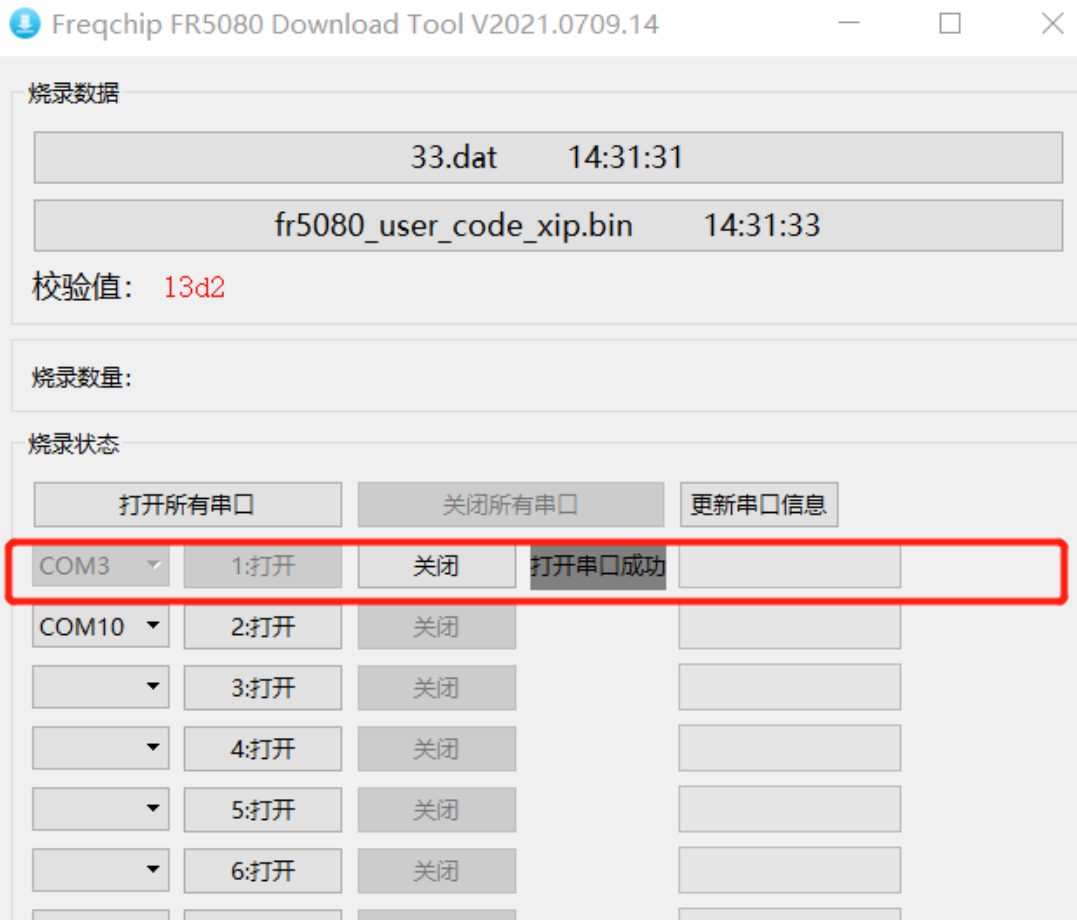 Freqchip FR5080 Download Tool V2021.0709.14
烧录数据
33.dat 14:31:31
fr5080_user_code_xip.bin 14:31:33
校验值: 13d2
烧录数量:
烧录状态
打开所有串口 关闭所有串口 更新串口信息
COM3 1:打开 关闭 打开串口成功
COM10 2:打开 关闭
3:打开 关闭
4:打开 关闭
5:打开 关闭
6:打开 关闭